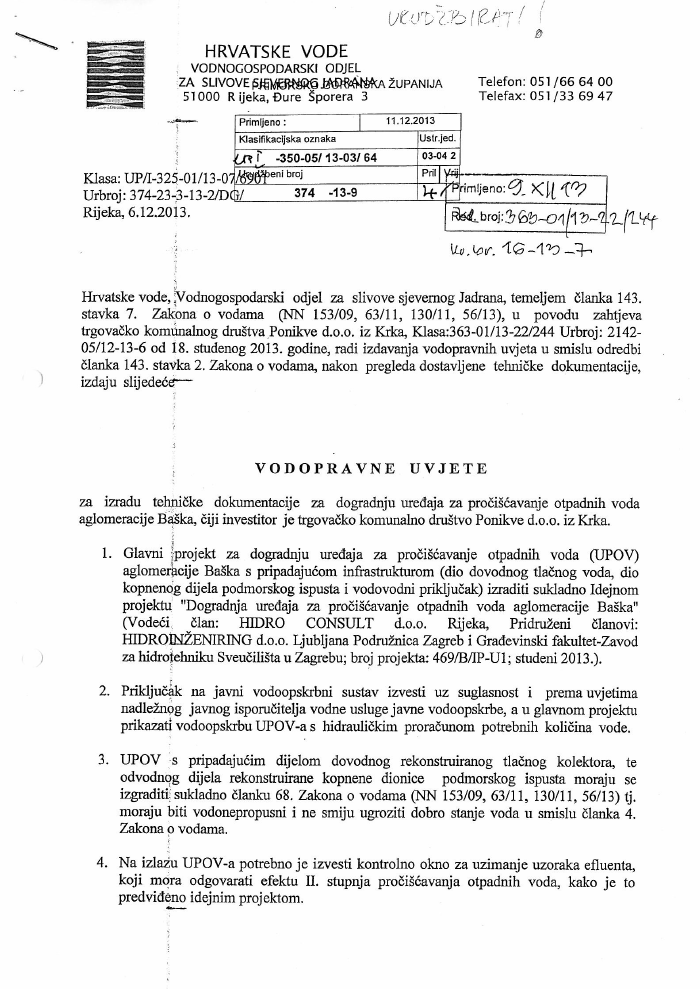 URUDŽBIRAT!!
HRVATSKE VODE
VODNOGOSPODARSKI ODJEL
ZA SLIVOVE SJEVERNOG JADRANA
PRIMORSKO GORANSKA ŽUPANIJA
51000 Rijeka, Đure Šporera 3
Telefon: 051/66 64 00
Telefax: 051/33 69 47
Primljeno : 11.12.2013
Klasifikacijska oznaka Ustr.jed.
-350-05/ 13-03/ 64 03-04 2
Urudžbeni broj Pril Vrij
374 -13-9
Klasa: UP/I-325-01/13-07/6901
Urbroj: 374-23-3-13-2/DG/
Rijeka, 6.12.2013.
Primljeno: 9. XII 13
Red. broj: 363-01/13-22/244
16-13-7
Hrvatske vode, Vodnogospodarski odjel za slivove sjevernog Jadrana, temeljem članka 143.
stavka 7. Zakona o vodama (NN 153/09, 63/11, 130/11, 56/13), u povodu zahtjeva
trgovačko komunalnog društva Ponikve d.o.o. iz Krka, Klasa:363-01/13-22/244 Urbroj: 2142-
05/12-13-6 od 18. studenog 2013. godine, radi izdavanja vodopravnih uvjeta u smislu odredbi
članka 143. stavka 2. Zakona o vodama, nakon pregleda dostavljene tehničke dokumentacije,
izdaju slijedeće
VODOPRAVNE UVJETE
za izradu tehničke dokumentacije za dogradnju uređaja za pročišćavanje otpadnih voda
aglomeracije Baška, čiji investitor je trgovačko komunalno društvo Ponikve d.o.o. iz Krka.
1. Glavni projekt za dogradnju uređaja za pročišćavanje otpadnih voda (UPOV)
aglomeracije Baška s pripadajućom infrastrukturom (dio dovodnog tlačnog voda, dio
kopnenog dijela podmorskog ispusta i vodovodni priključak) izraditi sukladno Idejnom
projektu "Dogradnja uređaja za pročišćavanje otpadnih voda aglomeracije Baška"
(Vodeći član: HIDRO CONSULT d.o.o. Rijeka, Pridruženi članovi:
HIDROINŽENIRING d.o.o. Ljubljana Podružnica Zagreb i Građevinski fakultet-Zavod
za hidrotehniku Sveučilišta u Zagrebu; broj projekta: 469/B/IP-U1; studeni 2013.).
2. Priključak na javni vodoopskrbni sustav izvesti uz suglasnost i prema uvjetima
nadležnog javnog isporučitelja vodne usluge javne vodoopskrbe, a u glavnom projektu
prikazati vodoopskrbu UPOV-a s hidrauličkim proračunom potrebnih količina vode.
3. UPOV s pripadajućim dijelom dovodnog rekonstruiranog tlačnog kolektora, te
odvodnog dijela rekonstruirane kopnene dionice podmorskog ispusta moraju se
izgraditi sukladno članku 68. Zakona o vodama (NN 153/09, 63/11, 130/11, 56/13) tj.
moraju biti vodonepropusni i ne smiju ugroziti dobro stanje voda u smislu članka 4.
Zakona o vodama.
4. Na izlazu UPOV-a potrebno je izvesti kontrolno okno za uzimanje uzoraka efluenta,
koji mora odgovarati efektu II. stupnja pročišćavanja otpadnih voda, kako je to
predviđeno idejnim projektom.